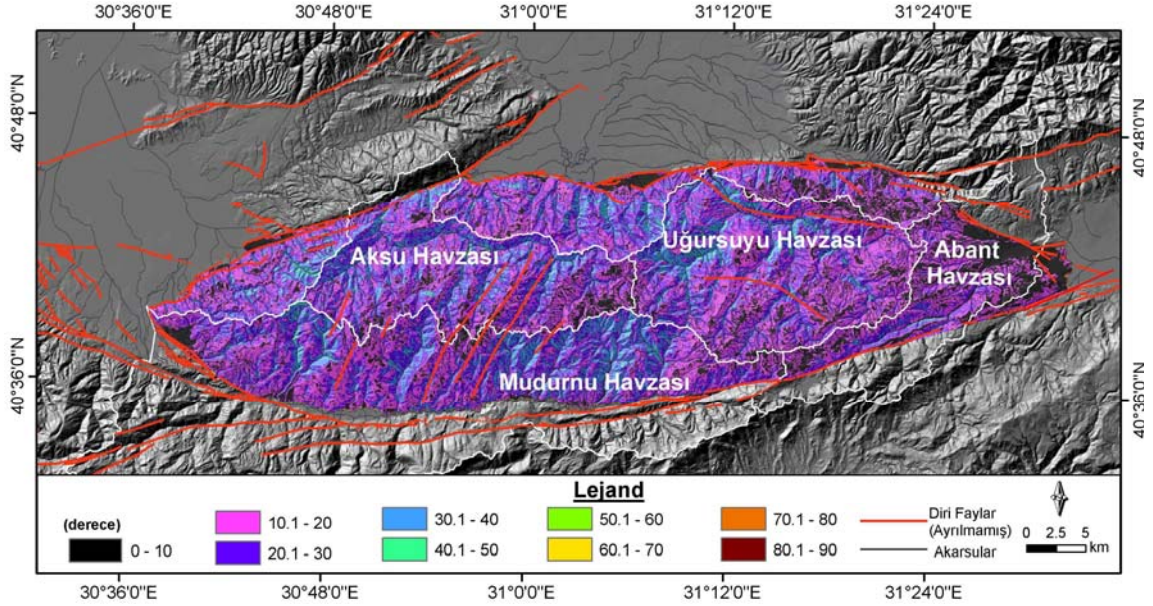 30°36'0"E 30°48'0"E 31°0'0"E 31°12'0"E 31°24'0"E
40°48'0"N
40°48'0"N
Aksu Havzası
Uğursuyu Havzası
Abant
Havzası
Mudurnu Havzası
40°36'0"N
40°36'0"N
Lejand
(derece)
0 - 10
10.1 - 20
20.1 - 30
30.1 - 40
40.1 - 50
50.1 - 60
60.1 - 70
70.1 - 80
80.1 - 90
Diri Faylar
(Ayrılmamış)
Akarsular
0 2.5 5
km
30°36'0"E 30°48'0"E 31°0'0"E 31°12'0"E 31°24'0"E